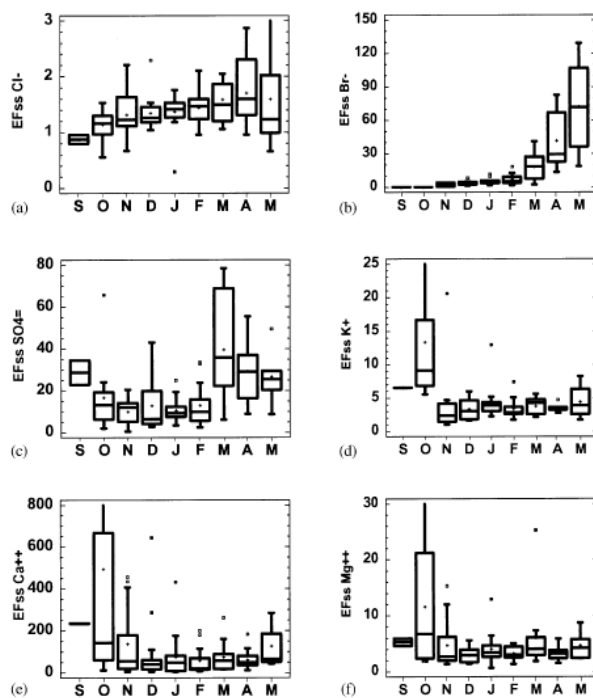 3
2
1
0
EFss Cl-
S O N D J F M A M
(a)
150
120
90
60
30
0
EFss Br-
S O N D J F M A M
(b)
80
60
40
20
0
EFss SO4=
S O N D J F M A M
(c)
25
20
15
10
5
0
EFss K+
S O N D J F M A M
(d)
800
600
400
200
0
EFss Ca++
S O N D J F M A M
(e)
30
20
10
0
EFss Mg++
S O N D J F M A M
(f)